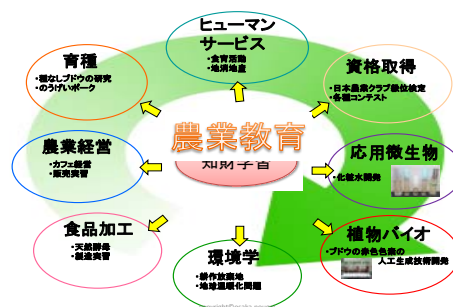 ヒューマン
サービス
・食育活動
・地消地産
育種
・種なしブドウの研究
・のうげいポーク
資格取得
・日本農業クラブ級位検定
・各種コンテスト
農業教育
知財学習
農業経営
・カフェ経営
・販売実習
応用微生物
・化粧水開発
食品加工
・天然酵母
・製造実習
環境学
・耕作放棄地
・地球温暖化問題
植物バイオ
・ブドウの赤色色素の
人工生成技術開発